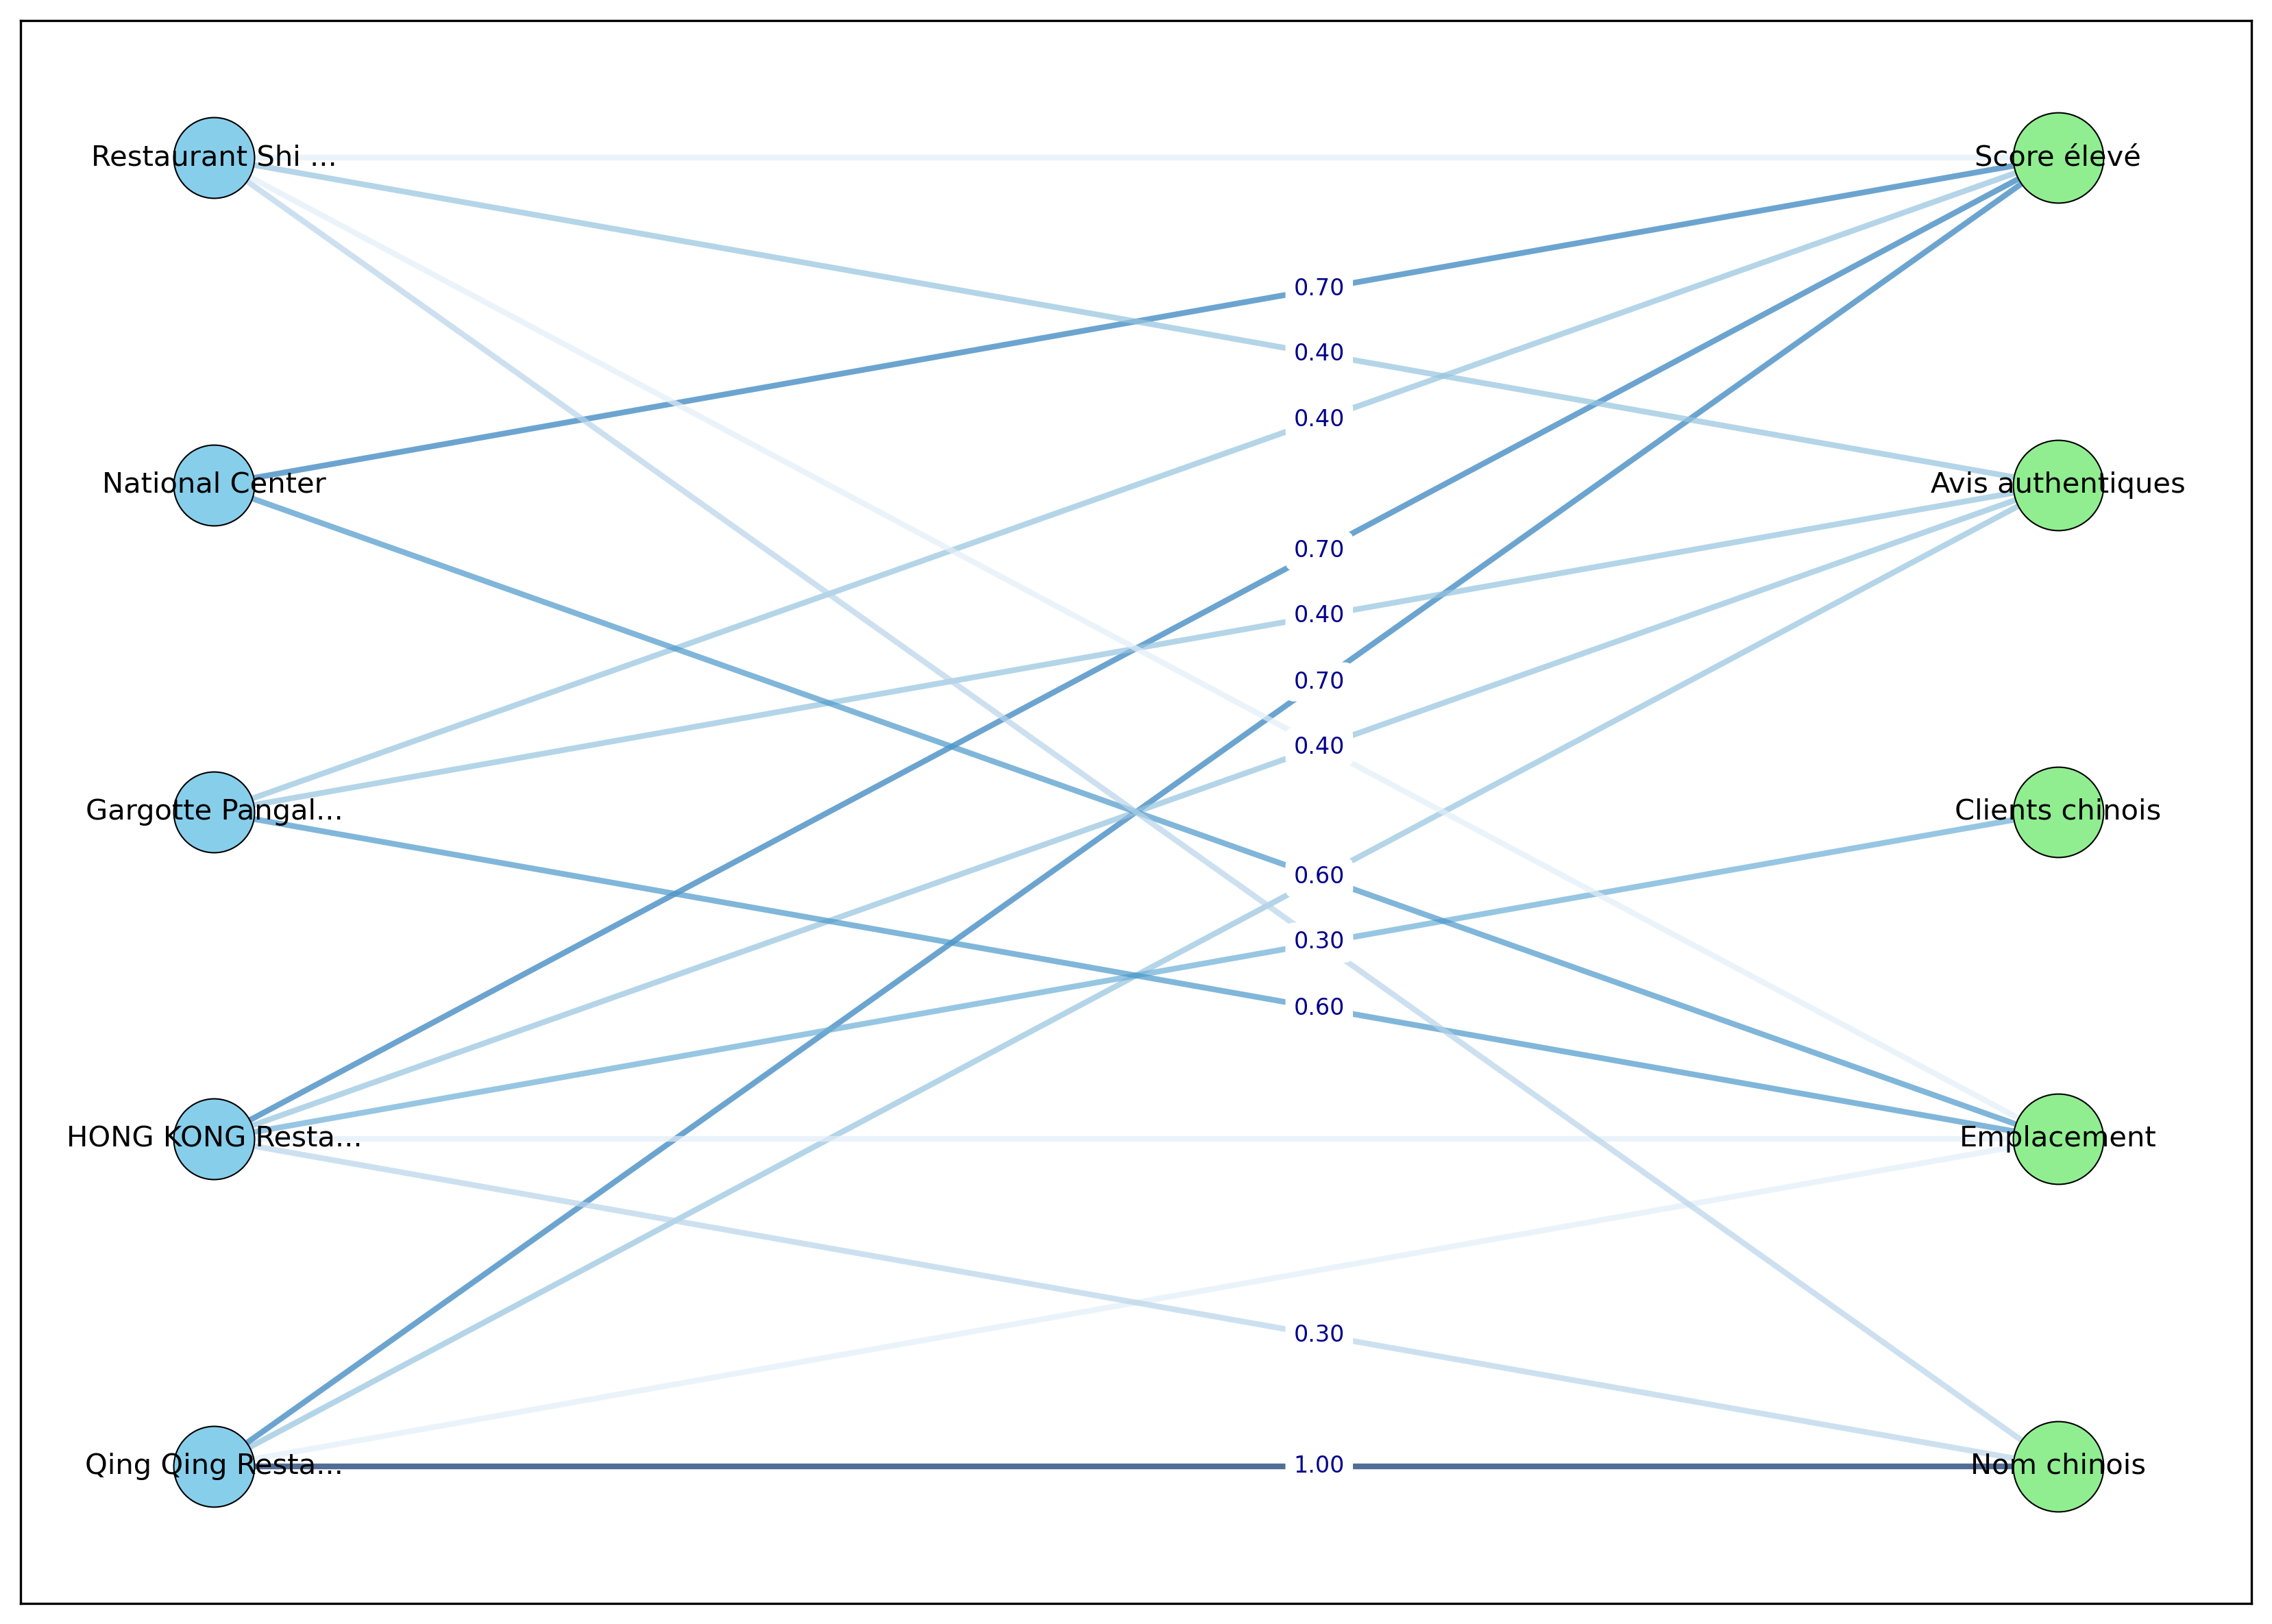 Restaurant Shi ...
Score élevé
0.70
0.40
0.40
National Center
Avis authentiques
0.70
0.40
0.70
0.40
Gargotte Pangal...
Clients chinois
0.60
0.30
0.60
HONG KONG Resta...
Emplacement
0.30
Qing Qing Resta...
1.00
Nom chinois